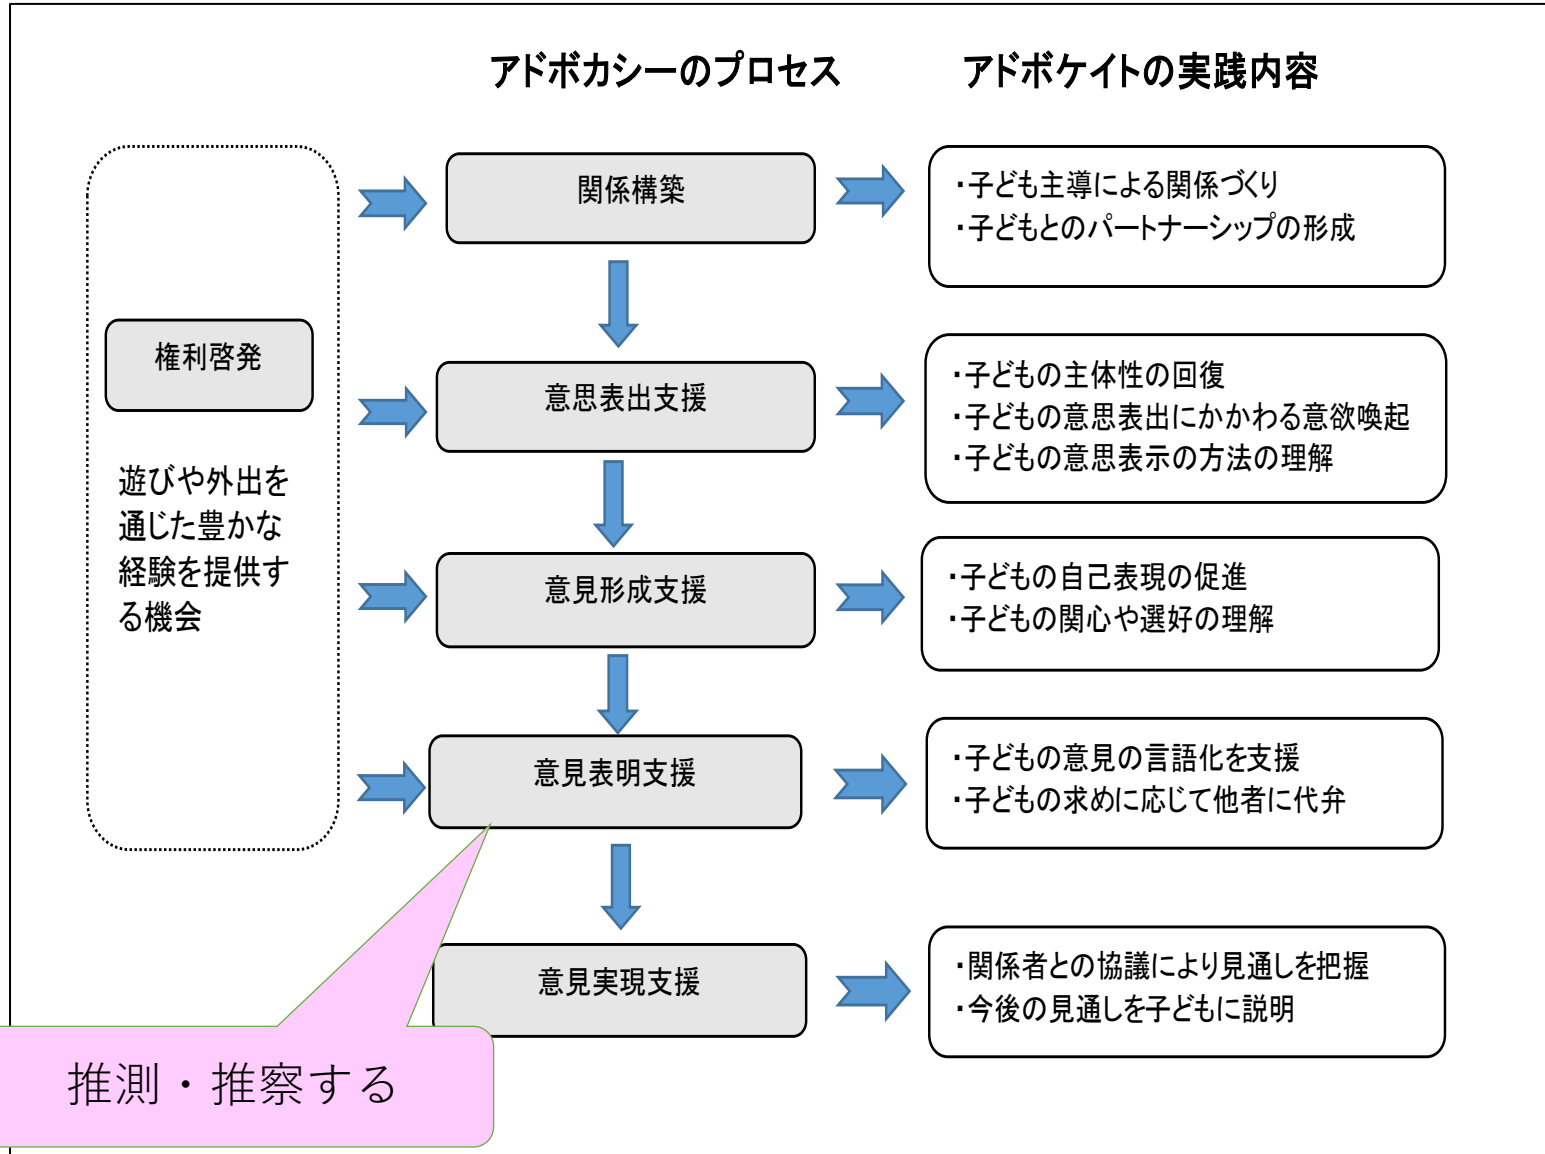 アドボカシーのプロセス
アドボケイトの実践内容
権利啓発
遊びや外出を
通じた豊かな
経験を提供す
る機会
関係構築
・子ども主導による関係づくり
・子どもとのパートナーシップの形成
意思表出支援
・子どもの主体性の回復
・子どもの意思表出にかかわる意欲喚起
・子どもの意思表示の方法の理解
意見形成支援
・子どもの自己表現の促進
・子どもの関心や選好の理解
意見表明支援
・子どもの意見の言語化を支援
・子どもの求めに応じて他者に代弁
意見実現支援
・関係者との協議により見通しを把握
・今後の見通しを子どもに説明
推測・推察する